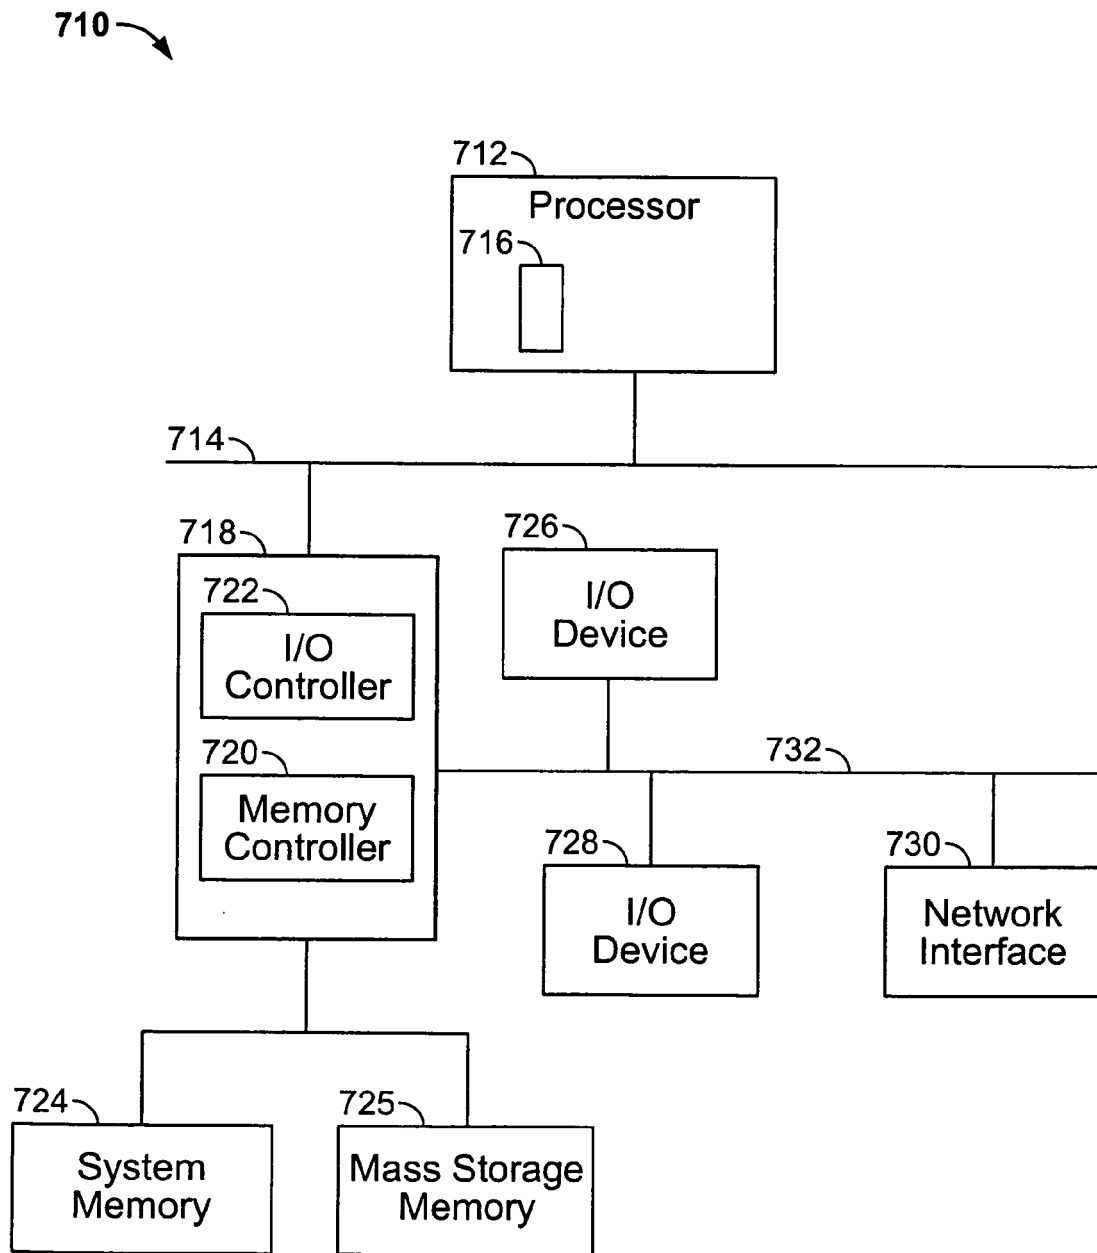 710
712
Processor
716
714
718
726
722
I/O
Controller
I/O
Device
720
732
Memory
Controller
728
730
I/O
Device
Network
Interface
724
725
System
Memory
Mass Storage
Memory